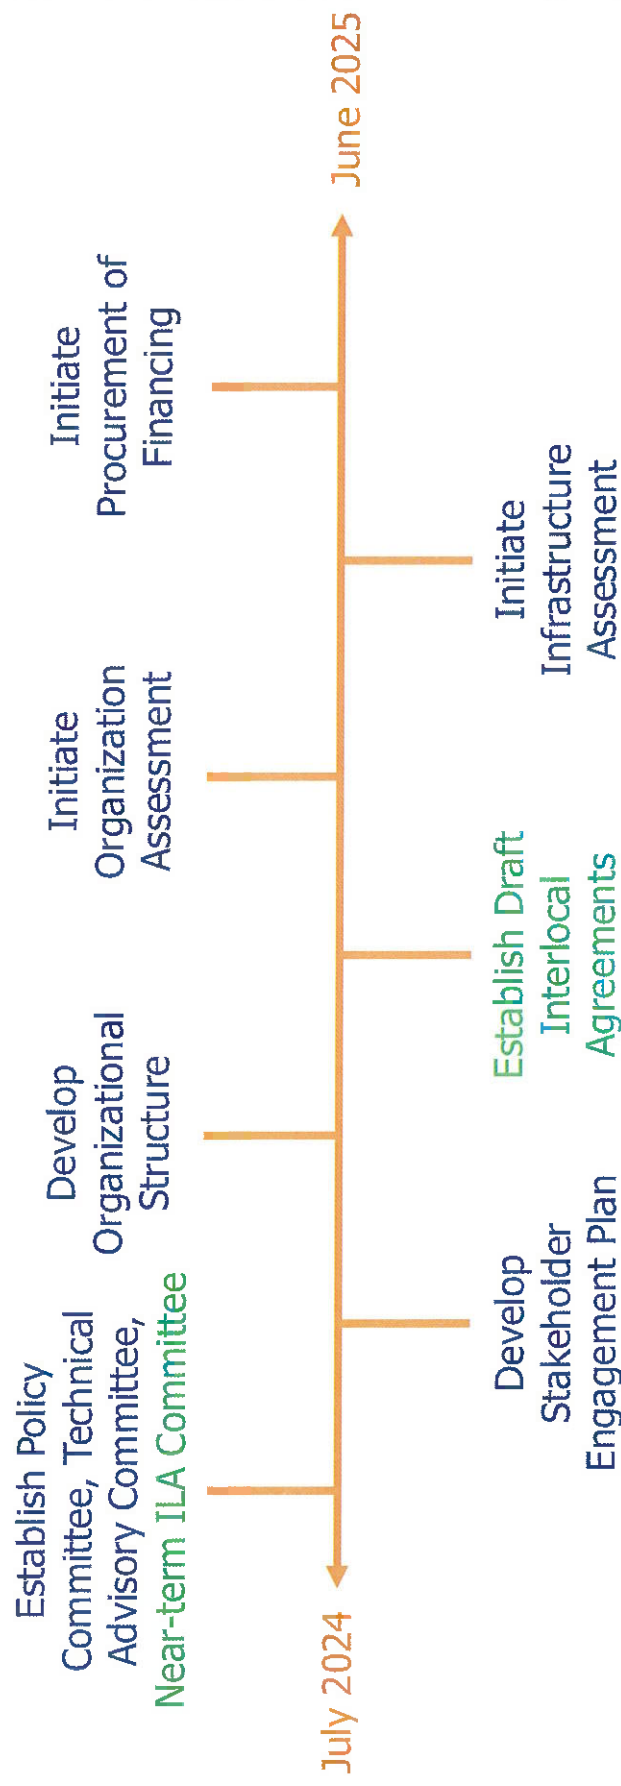 Establish Policy
Committee, Technical
Advisory Committee,
Near-term ILA Committee
Develop
Organizational
Structure
Initiate
Organization
Assessment
Initiate
Procurement of
Financing
July 2024
June 2025
Develop
Stakeholder
Engagement Plan
Establish Draft
Interlocal
Agreements
Initiate
Infrastructure
Assessment